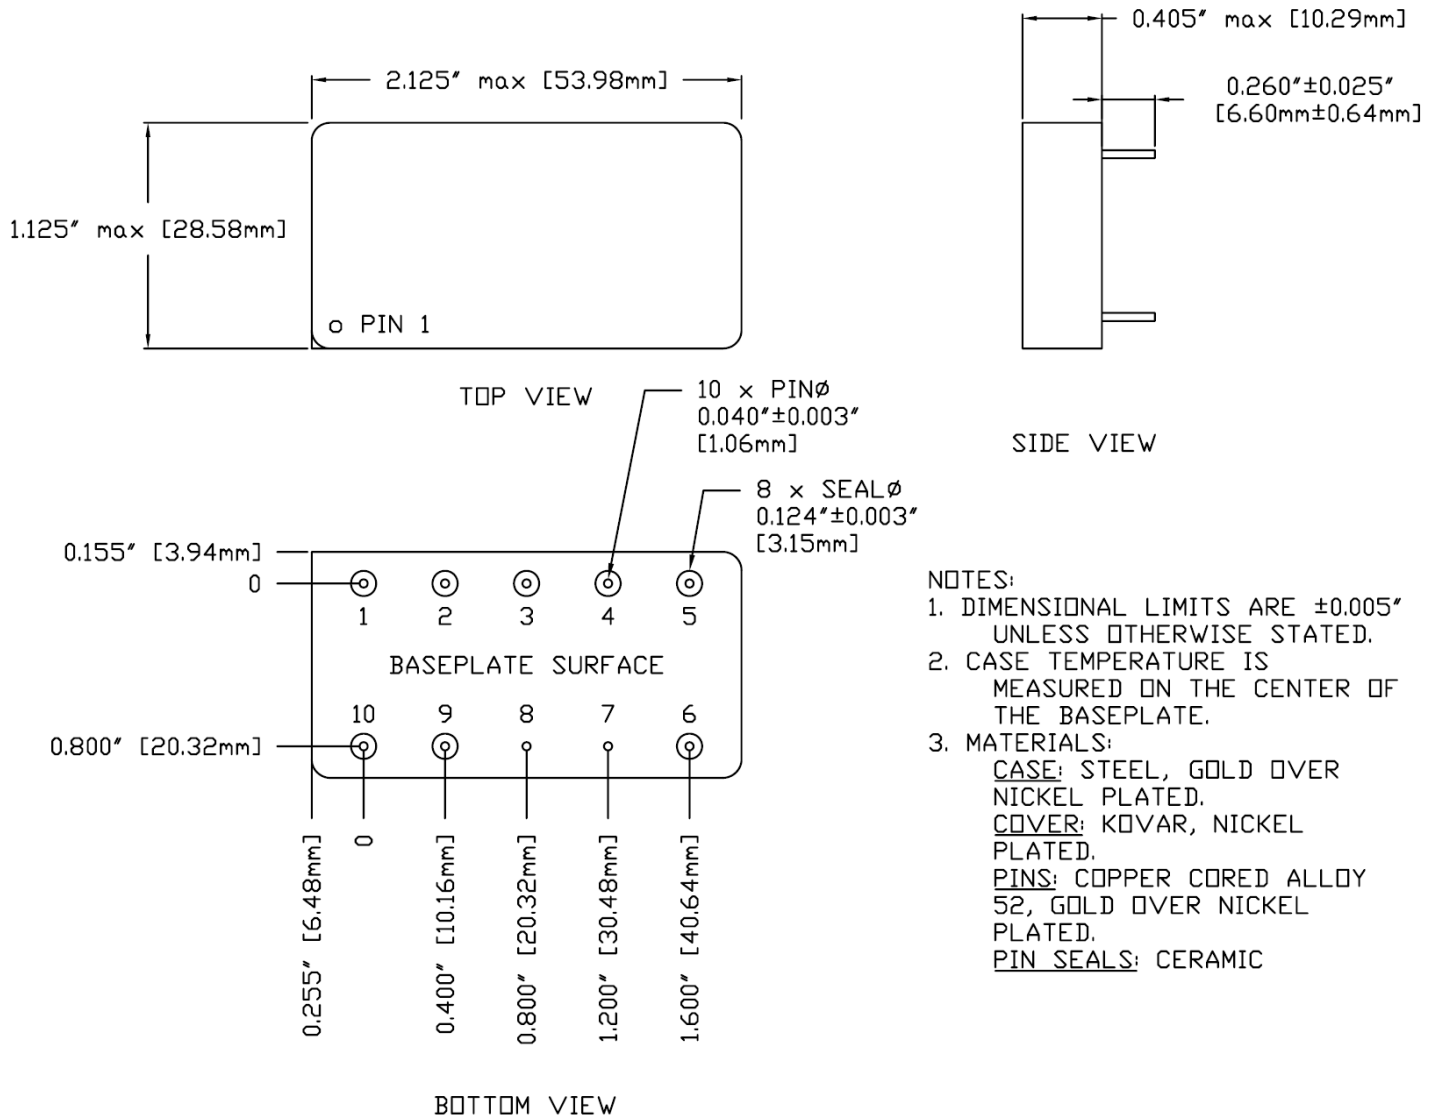 0.405″ max [10.29mm]
2.125″ max [53.98mm]
0.260″±0.025″
[6.60mm±0.64mm]
1.125″ max [28.58mm]
PIN 1
TOP VIEW
10 x PINø
0.040″±0.003″
[1.06mm]
SIDE VIEW
8 x SEALø
0.124″±0.003″
[3.15mm]
0.155″ [3.94mm]
0
1 2 3 4 5
BASEPLATE SURFACE
10 9 8 7 6
0.800″ [20.32mm]
0.255″ [6.48mm]
0
0.400″ [10.16mm]
0.800″ [20.32mm]
1.200″ [30.48mm]
1.600″ [40.64mm]
BOTTOM VIEW
NOTES:
1. DIMENSIONAL LIMITS ARE ±0.005″
UNLESS OTHERWISE STATED.
2. CASE TEMPERATURE IS
MEASURED ON THE CENTER OF
THE BASEPLATE.
3. MATERIALS:
CASE: STEEL, GOLD OVER
NICKEL PLATED.
COVER: KOVAR, NICKEL
PLATED.
PINS: COPPER CORED ALLOY
52, GOLD OVER NICKEL
PLATED.
PIN SEALS: CERAMIC